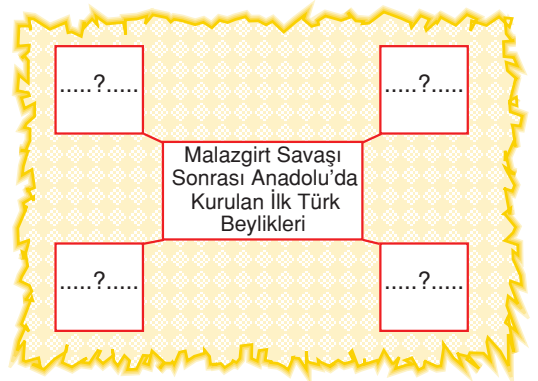 .....?.....
.....?.....
Malazgirt Savaşı
Sonrası Anadolu'da
Kurulan İlk Türk
Beylikleri
.....?.....
.....?.....